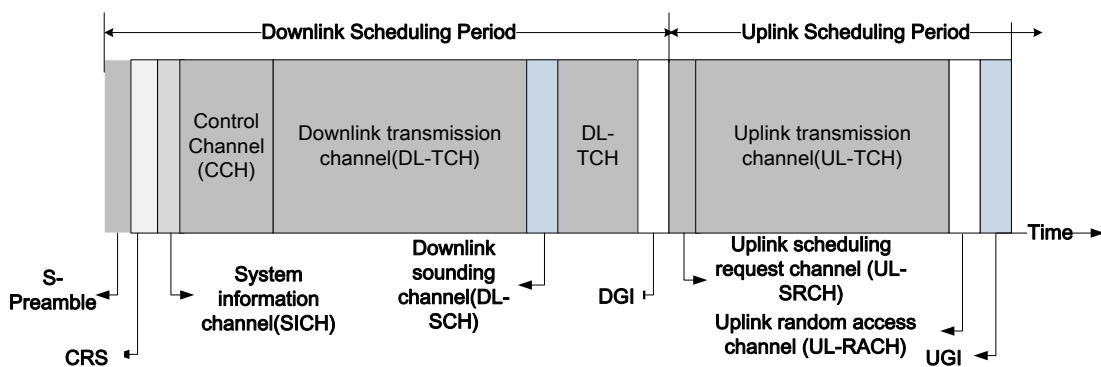 Downlink Scheduling Period
Uplink Scheduling Period
Control
Channel
(CCH)
Downlink transmission
channel(DL-TCH)
DL-
TCH
Uplink transmission
channel(UL-TCH)
Time
S-
Preamble
CRS
System
information
channel(SICH)
Downlink
sounding
channel(DL-
SCH)
DGI
Uplink scheduling
request channel (UL-
SRCH)
Uplink random access
channel (UL-RACH)
UGI